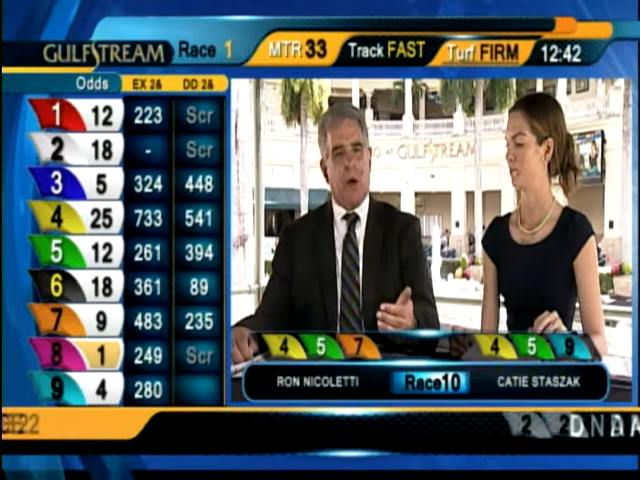 GULFSTREAM Race 1 MTR 33 Track FAST Turf FIRM 12:42
Odds EX 2& DD 2&
1 12 223 Scr
2 18 - Scr
3 5 324 448
4 25 733 541
5 12 261 394
6 18 361 89
7 9 483 235
8 1 249 Scr
9 4 280
GULFSTREAM
4 5 7 4 5 9
RON NICOLETTI Race10 CATIE STASZAK